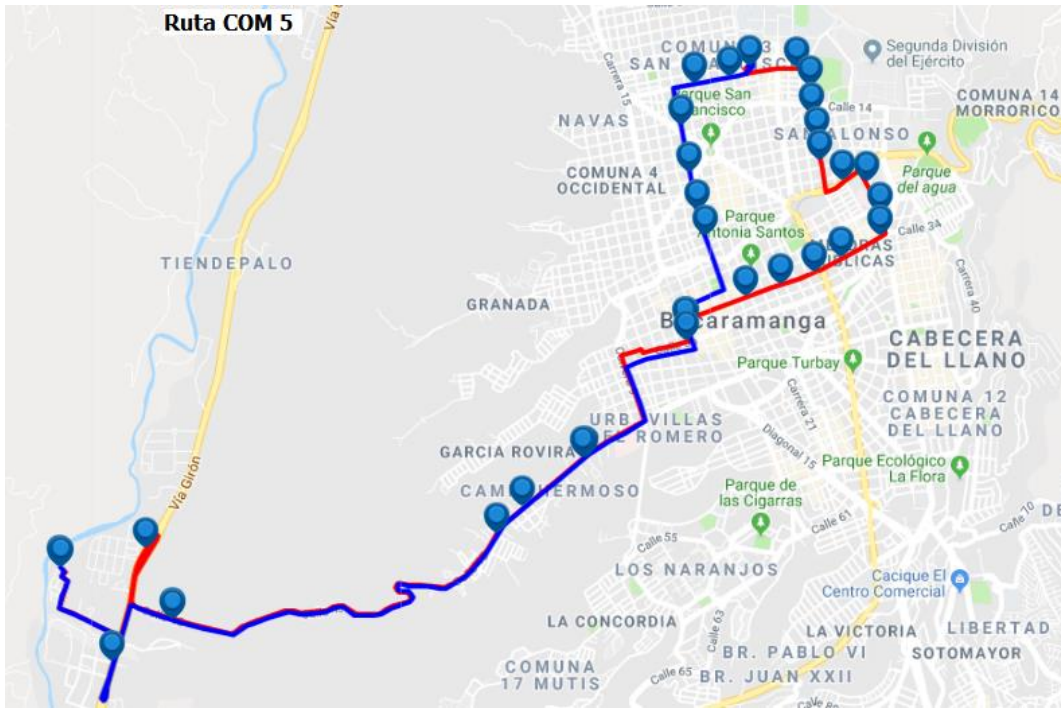 Ruta COM 5
Vía G
COMUNA 3
SAN
Segunda División
del Ejército
Carrera 15
COMUNA 14
MORRORICO
Parque San
Francisco
Calle 14
NAVAS
SAN ALONSO
COMUNA 4
OCCIDENTAL
Parque
del agua
Parque
Antonia Santos
Calle 34
TIENDEPALO
Carrera 40
GRANADA
Bucaramanga
CABECERA
DEL LLANO
Parque Turbay
COMUNA 12
CABECERA
DEL LLANO
Carrera 21
URB VILLAS
EL ROMERO
Diagonal 15
GARCIA ROVIRA
Parque Ecológico
La Flora
Vía Girón
Parque de
las Cigarras
Calle 61
Calle 70
DE
Calle 55
LOS NARANJOS
Cacique El
Centro Comercial
Calle 63
LA CONCORDIA
LA VICTORIA
LIBERTAD
BR. PABLO VI
SOTOMAYOR
COMUNA
17 MUTIS
Calle 65
BR. JUAN XXII